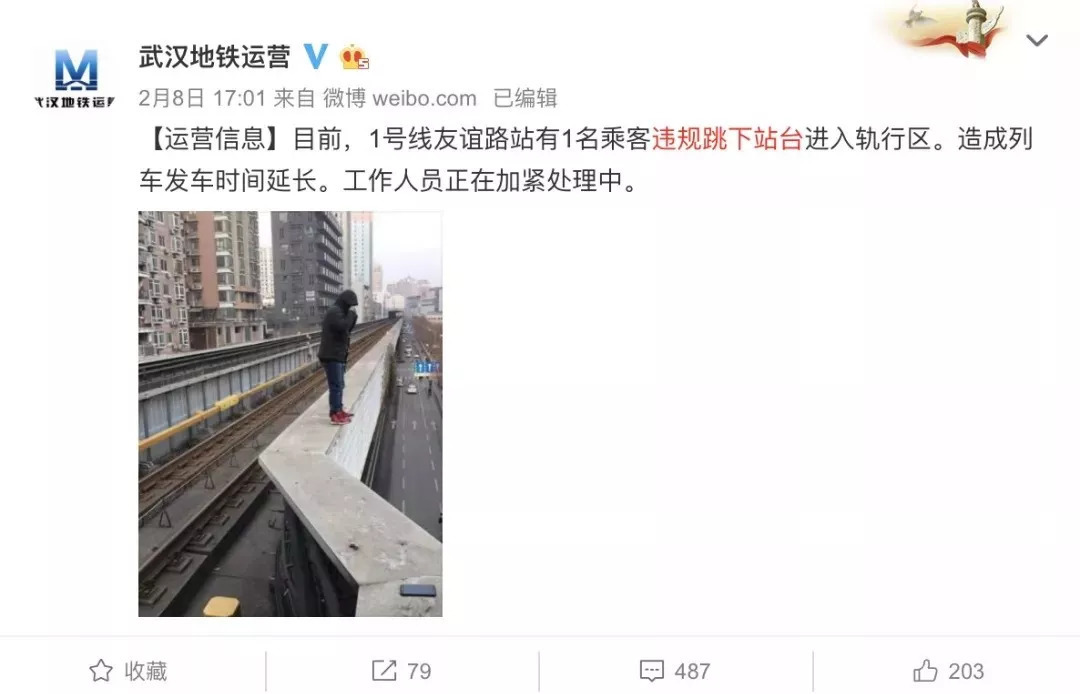 武汉地铁运营
2月8日 17:01 来自 微博 weibo.com 已编辑
【运营信息】目前，1号线友谊路站有1名乘客违规跳下站台进入轨行区。造成列
车发车时间延长。工作人员正在加紧处理中。
收藏
79
487
203